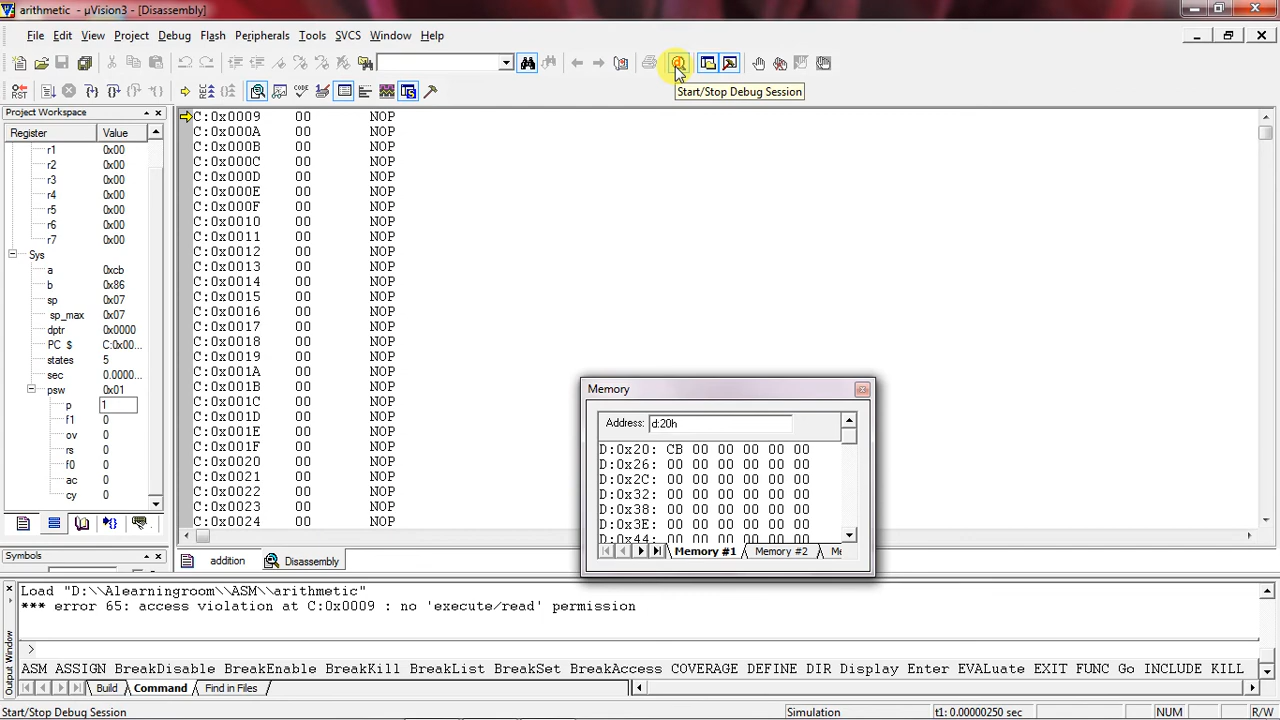 arithmetic - µVision3 - [Disassembly]
File Edit View Project Debug Flash Peripherals Tools SVCS Window Help
Start/Stop Debug Session
Project Workspace
Register Value
r1 0x00
r2 0x00
r3 0x00
r4 0x00
r5 0x00
r6 0x00
r7 0x00
Sys
a 0xcb
b 0x86
sp 0x07
sp_max 0x07
dptr 0x0000
PC $ C:0x00...
states 5
sec 0.0000...
psw 0x01
p 1
f1 0
ov 0
rs 0
f0 0
ac 0
cy 0
Symbols
C:0x0009 00 NOP
C:0x000A 00 NOP
C:0x000B 00 NOP
C:0x000C 00 NOP
C:0x000D 00 NOP
C:0x000E 00 NOP
C:0x000F 00 NOP
C:0x0010 00 NOP
C:0x0011 00 NOP
C:0x0012 00 NOP
C:0x0013 00 NOP
C:0x0014 00 NOP
C:0x0015 00 NOP
C:0x0016 00 NOP
C:0x0017 00 NOP
C:0x0018 00 NOP
C:0x0019 00 NOP
C:0x001A 00 NOP
C:0x001B 00 NOP
C:0x001C 00 NOP
C:0x001D 00 NOP
C:0x001E 00 NOP
C:0x001F 00 NOP
C:0x0020 00 NOP
C:0x0021 00 NOP
C:0x0022 00 NOP
C:0x0023 00 NOP
C:0x0024 00 NOP
addition Disassembly
Memory
Address: d:20h
D:0x20: CB 00 00 00 00 00
D:0x26: 00 00 00 00 00 00
D:0x2C: 00 00 00 00 00 00
D:0x32: 00 00 00 00 00 00
D:0x38: 00 00 00 00 00 00
D:0x3E: 00 00 00 00 00 00
D:0x44: 00 00 00 00 00 00
Memory #1 Memory #2 Me
Load "D:\\Alearningroom\\ASM\\arithmetic"
*** error 65: access violation at C:0x0009 : no 'execute/read' permission
>
ASM ASSIGN BreakDisable BreakEnable BreakKill BreakList BreakSet BreakAccess COVERAGE DEFINE DIR Display Enter EVALuate EXIT FUNC Go INCLUDE KILL
Output Window
Build Command Find in Files
Start/Stop Debug Session Simulation t1: 0.00000250 sec NUM R/W